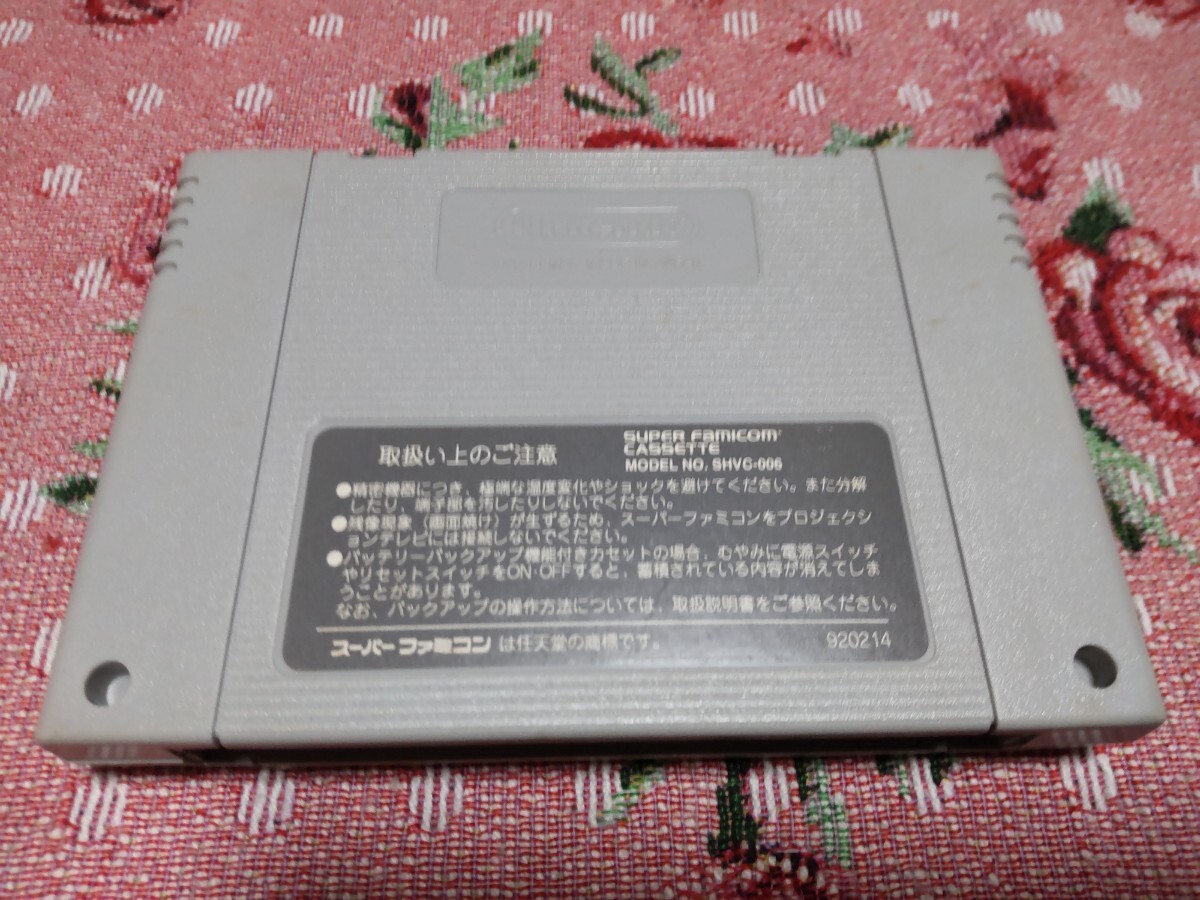 Nintendo
取扱い上のご注意
SUPER FAMICOM
CASSETTE
MODEL NO. SHVC-006
●精密機器につき、極端な温度変化やショックを避けてください。また分解
したり、端子部を汚したりしないでください。
●残像現象（画面焼け）が生ずるため、スーパーファミコンをプロジェクシ
ョンテレビには接続しないでください。
●バッテリーバックアップ機能付きカセットの場合、むやみに電源スイッチ
やリセットスイッチをON・OFFすると、蓄積されている内容が消えてしま
うことがあります。
なお、バックアップの操作方法については、取扱説明書をご参照ください。
スーパーファミコン は任天堂の商標です。
920214